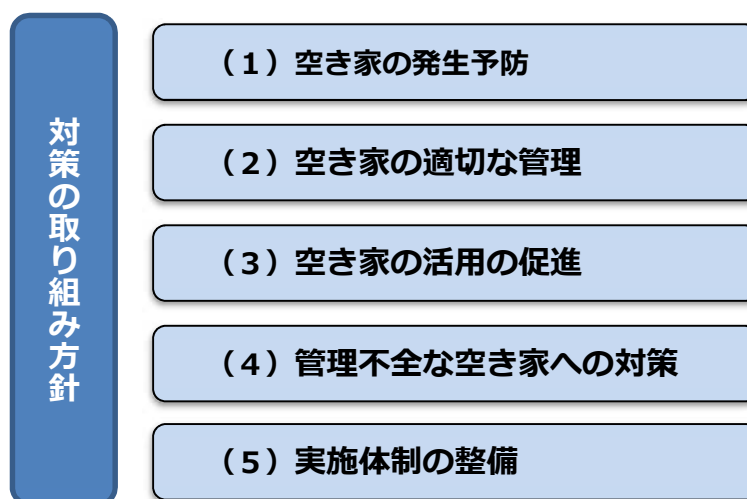 対策の取り組み方針
（１）空き家の発生予防
（２）空き家の適切な管理
（３）空き家の活用の促進
（４）管理不全な空き家への対策
（５）実施体制の整備